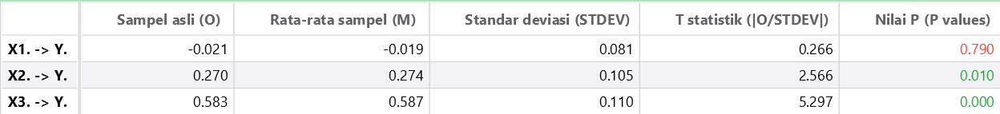 Sampel asli (O) Rata-rata sampel (M) Standar deviasi (STDEV) T statistik (|O/STDEV|) Nilai P (P values)
X1. -> Y. -0.021 -0.019 0.081 0.266 0.790
X2. -> Y. 0.270 0.274 0.105 2.566 0.010
X3. -> Y. 0.583 0.587 0.110 5.297 0.000